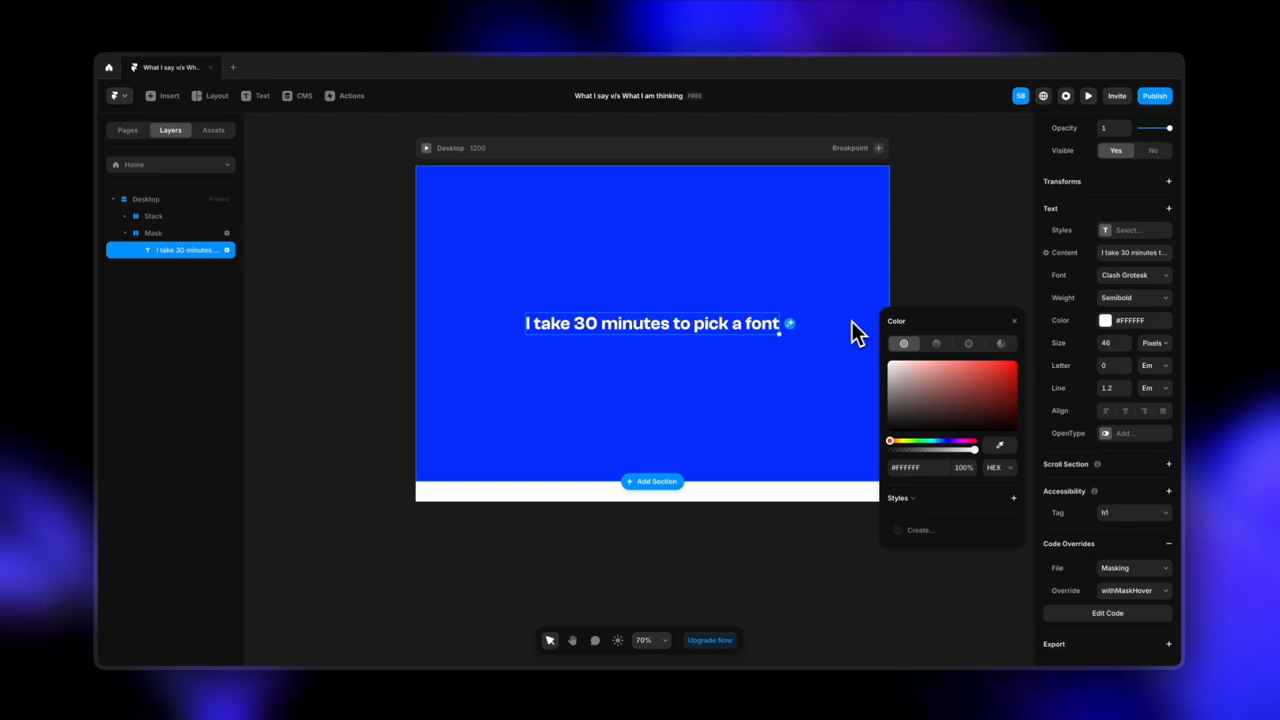 What I say v/s Wh..
Insert
Layout
Text
CMS
Actions
What I say v/s What I am thinking
FREE
SB
Invite
Publish
Pages
Layers
Assets
Home
Desktop
Primary
Stack
Mask
I take 30 minutes ...
Desktop 1200
Breakpoint
I take 30 minutes to pick a font
Add Section
70%
Upgrade Now
Color
#FFFFFF
100%
HEX
Styles
Create...
Opacity
1
Visible
Yes
No
Transforms
Text
Styles
Select...
Content
I take 30 minutes t...
Font
Clash Grotesk
Weight
Semibold
Color
#FFFFFF
Size
46
Pixels
Letter
0
Em
Line
1.2
Em
Align
OpenType
Add...
Scroll Section
Accessibility
Tag
h1
Code Overrides
File
Masking
Override
withMaskHover
Edit Code
Export